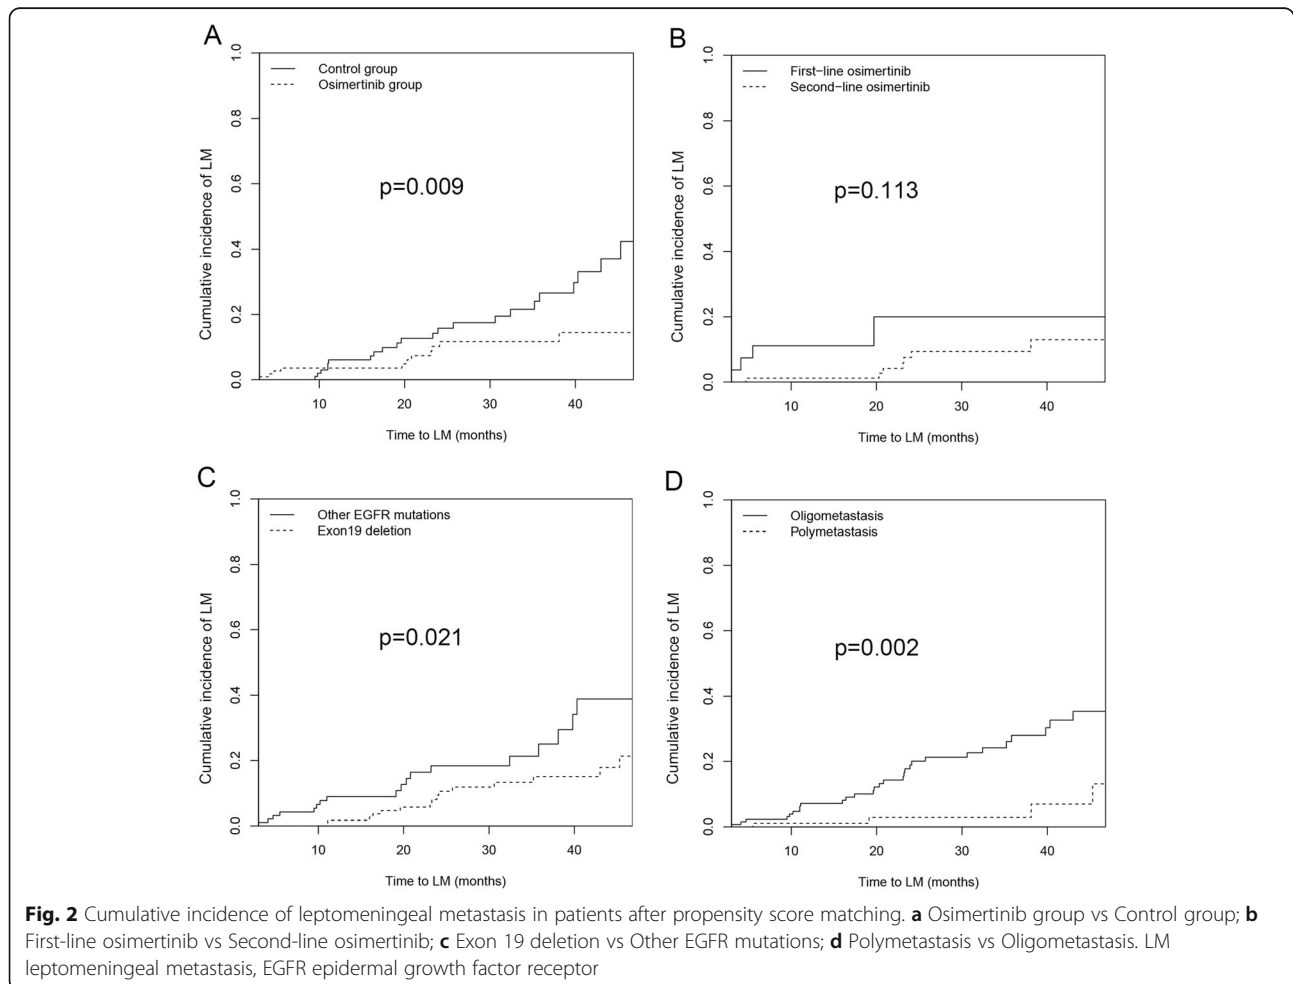 A
Control group
Osimertinib group
p=0.009
Cumulative incidence of LM
0.0 0.2 0.4 0.6 0.8 1.0
10 20 30 40
Time to LM (months)
B
First−line osimertinib
Second−line osimertinib
p=0.113
Cumulative incidence of LM
0.0 0.2 0.4 0.6 0.8 1.0
10 20 30 40
Time to LM (months)
C
Other EGFR mutations
Exon19 deletion
p=0.021
Cumulative incidence of LM
0.0 0.2 0.4 0.6 0.8 1.0
10 20 30 40
Time to LM (months)
D
Oligometastasis
Polymetastasis
p=0.002
Cumulative incidence of LM
0.0 0.2 0.4 0.6 0.8 1.0
10 20 30 40
Time to LM (months)
Fig. 2 Cumulative incidence of leptomeningeal metastasis in patients after propensity score matching. a Osimertinib group vs Control group; b
First-line osimertinib vs Second-line osimertinib; c Exon 19 deletion vs Other EGFR mutations; d Polymetastasis vs Oligometastasis. LM
leptomeningeal metastasis, EGFR epidermal growth factor receptor